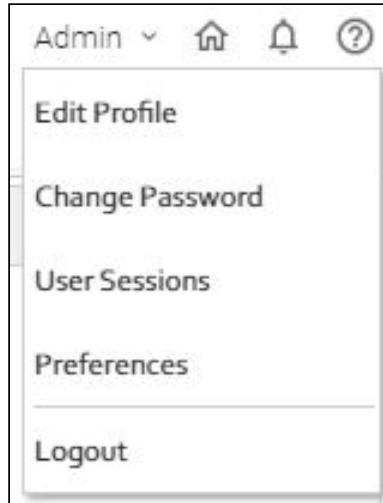 Admin
Edit Profile
Change Password
User Sessions
Preferences
Logout